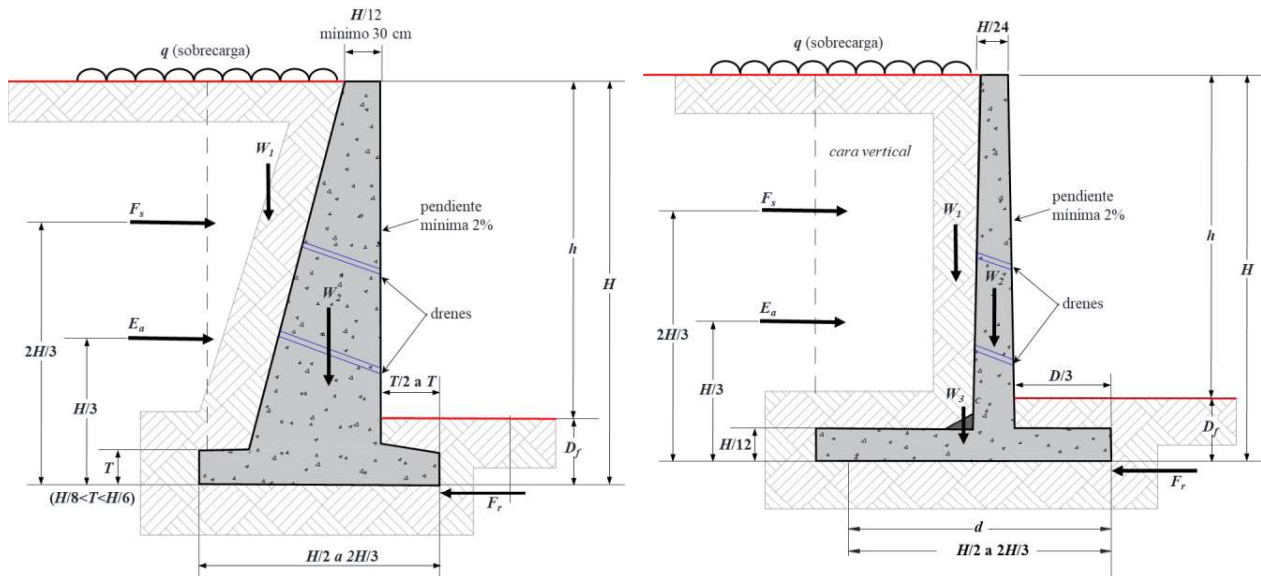 H/12
mínimo 30 cm
q (sobrecarga)
W₁
Fₛ
pendiente
mínima 2%
h
H
drenes
W₂
Eₐ
2H/3
H/3
T/2 a T
T
D_f
(H/8<T<H/6)
Fᵣ
H/2 a 2H/3
H/24
q (sobrecarga)
cara vertical
Fₛ
W₁
pendiente
mínima 2%
h
H
W₂
drenes
Eₐ
2H/3
H/3
D/3
W₃
c
H/12
D_f
Fᵣ
d
H/2 a 2H/3